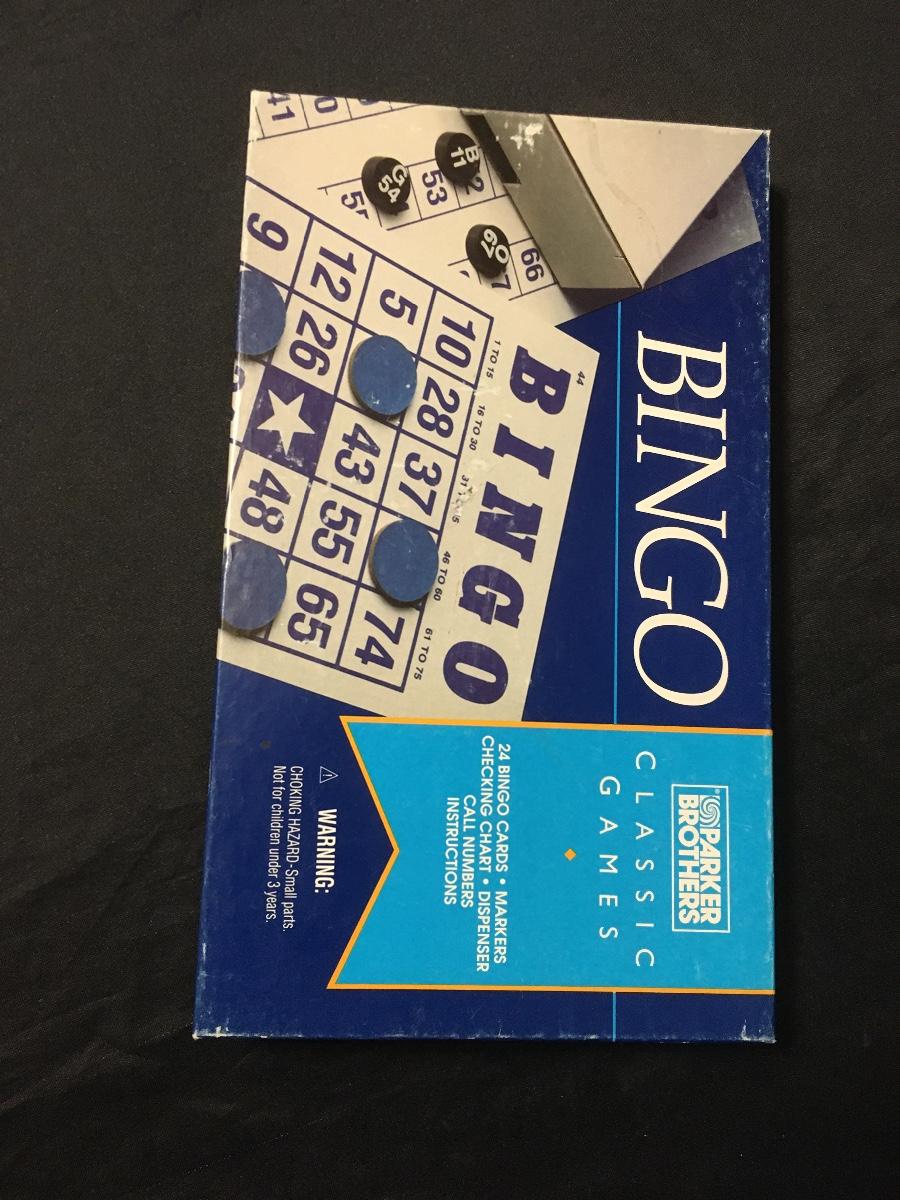 BINGO
PARKER BROTHERS
CLASSIC
GAMES
24 BINGO CARDS • MARKERS
CHECKING CHART • DISPENSER
CALL NUMBERS
INSTRUCTIONS
⚠ WARNING:
CHOKING HAZARD-Small parts.
Not for children under 3 years.
B 11
G 54
O 67
53
66
41
44
BINGO
1 TO 15 16 TO 30 46 TO 60 61 TO 75
10 28 37 74
5 43 55 65
12 26 48
9